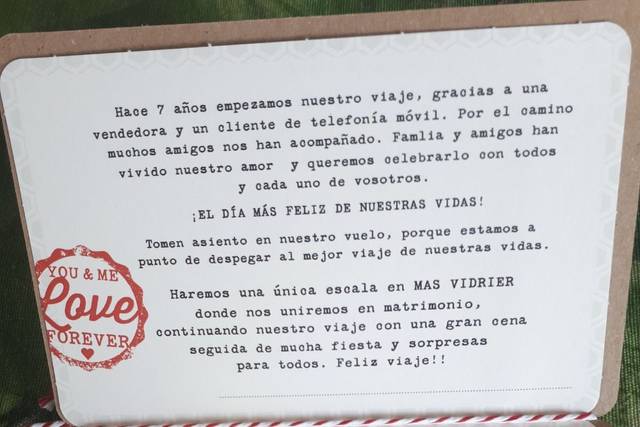 Hace 7 años empezamos nuestro viaje, gracias a una
vendedora y un cliente de telefonía móvil. Por el camino
muchos amigos nos han acompañado. Famlia y amigos han
vivido nuestro amor y queremos celebrarlo con todos
y cada uno de vosotros.
¡EL DÍA MÁS FELIZ DE NUESTRAS VIDAS!
Tomen asiento en nuestro vuelo, porque estamos a
punto de despegar al mejor viaje de nuestras vidas.
YOU & ME
Love
FOREVER
Haremos una única escala en MAS VIDRIER
donde nos uniremos en matrimonio,
continuando nuestro viaje con una gran cena
seguida de mucha fiesta y sorpresas
para todos. Feliz viaje!!